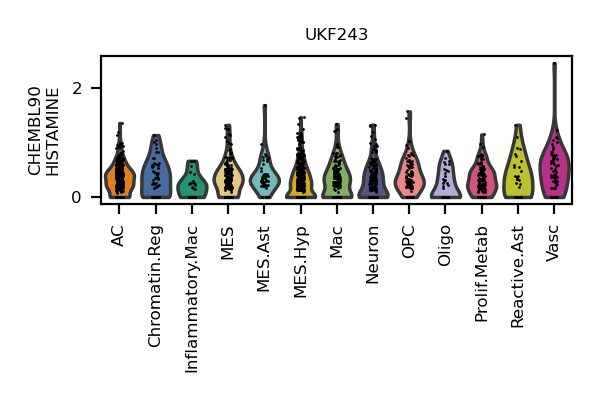 UKF243
CHEMBL90
HISTAMINE
2
0
AC
Chromatin.Reg
Inflammatory.Mac
MES
MES.Ast
MES.Hyp
Mac
Neuron
OPC
Oligo
Prolif.Metab
Reactive.Ast
Vasc